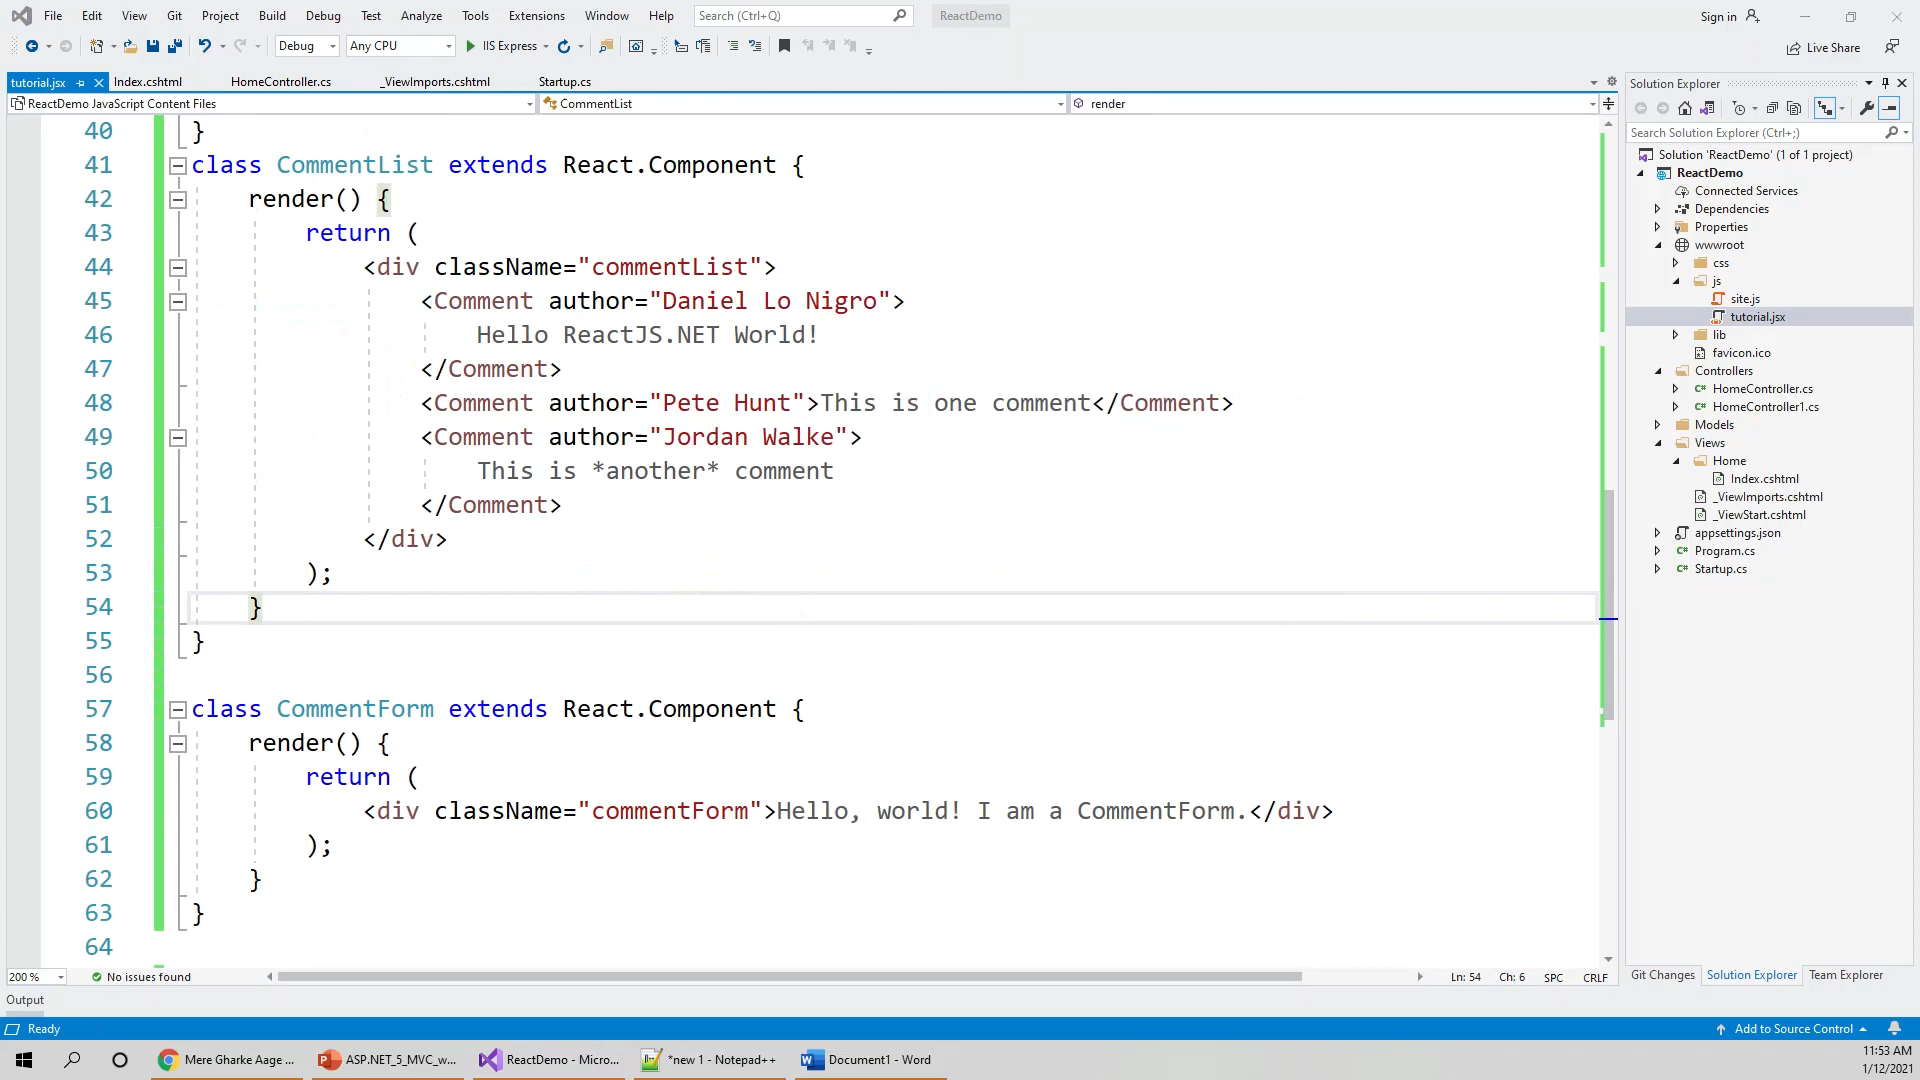 File Edit View Git Project Build Debug Test Analyze Tools Extensions Window Help Search (Ctrl+Q) ReactDemo Sign in
Debug Any CPU IIS Express Live Share
tutorial.jsx Index.cshtml HomeController.cs _ViewImports.cshtml Startup.cs
ReactDemo JavaScript Content Files CommentList render
40 }
41 class CommentList extends React.Component {
42 render() {
43 return (
44 <div className="commentList">
45 <Comment author="Daniel Lo Nigro">
46 Hello ReactJS.NET World!
47 </Comment>
48 <Comment author="Pete Hunt">This is one comment</Comment>
49 <Comment author="Jordan Walke">
50 This is *another* comment
51 </Comment>
52 </div>
53 );
54 }
55 }
56
57 class CommentForm extends React.Component {
58 render() {
59 return (
60 <div className="commentForm">Hello, world! I am a CommentForm.</div>
61 );
62 }
63 }
64
200 % No issues found Ln: 54 Ch: 6 SPC CRLF
Output
Solution Explorer
Search Solution Explorer (Ctrl+;)
Solution 'ReactDemo' (1 of 1 project)
ReactDemo
Connected Services
Dependencies
Properties
wwwroot
css
js
site.js
tutorial.jsx
lib
favicon.ico
Controllers
HomeController.cs
HomeController1.cs
Models
Views
Home
Index.cshtml
_ViewImports.cshtml
_ViewStart.cshtml
appsettings.json
Program.cs
Startup.cs
Git Changes Solution Explorer Team Explorer
Ready Add to Source Control
Mere Gharke Aage ... ASP.NET_5_MVC_w... ReactDemo - Micro... *new 1 - Notepad++ Document1 - Word
11:53 AM
1/12/2021